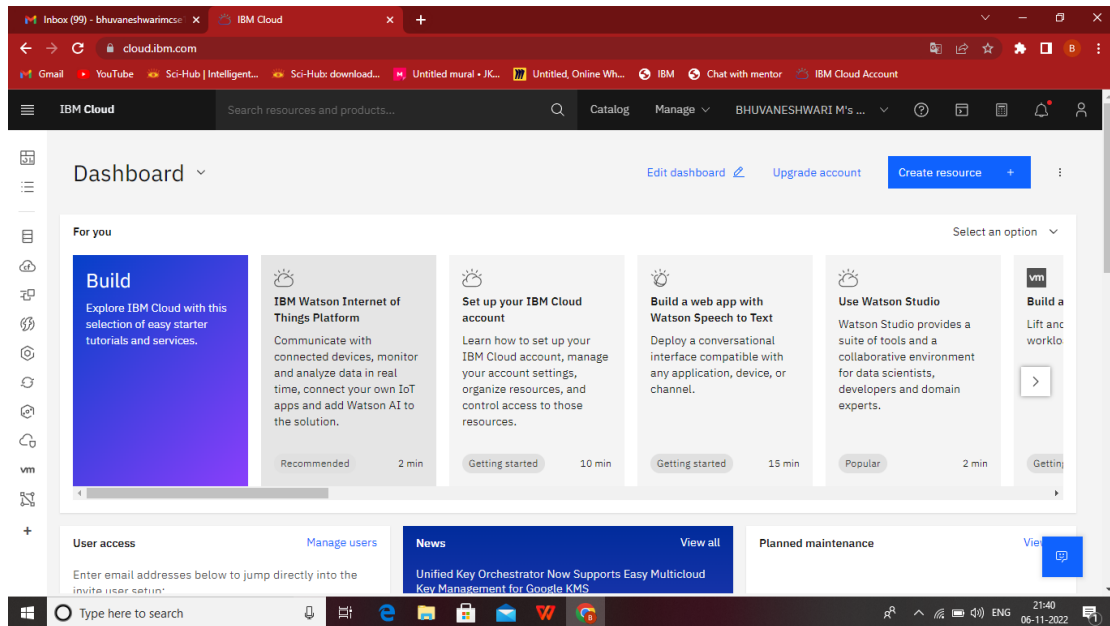 Inbox (99) - bhuvaneshwarimcse
IBM Cloud
cloud.ibm.com
Gmail YouTube Sci-Hub | Intelligent... Sci-Hub: download... Untitled mural • JK... Untitled, Online Wh... IBM Chat with mentor IBM Cloud Account
IBM Cloud Search resources and products... Catalog Manage BHUVANESHWARI M's ...
Dashboard
Edit dashboard Upgrade account Create resource +
For you
Select an option
Build
Explore IBM Cloud with this
selection of easy starter
tutorials and services.
IBM Watson Internet of
Things Platform
Communicate with
connected devices, monitor
and analyze data in real
time, connect your own IoT
apps and add Watson AI to
the solution.
Recommended 2 min
Set up your IBM Cloud
account
Learn how to set up your
IBM Cloud account, manage
your account settings,
organize resources, and
control access to those
resources.
Getting started 10 min
Build a web app with
Watson Speech to Text
Deploy a conversational
interface compatible with
any application, device, or
channel.
Getting started 15 min
Use Watson Studio
Watson Studio provides a
suite of tools and a
collaborative environment
for data scientists,
developers and domain
experts.
Popular 2 min
vm
Build a
Lift and
worklo
Getting
vm
User access Manage users
Enter email addresses below to jump directly into the
invite user setup:
News View all
Unified Key Orchestrator Now Supports Easy Multicloud
Key Management for Google KMS
Planned maintenance
Type here to search
ENG
21:40
06-11-2022